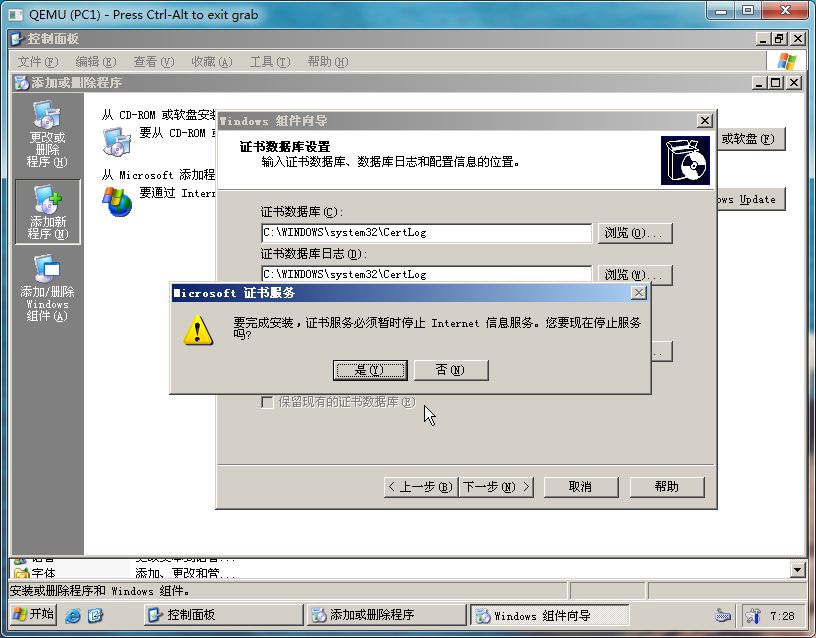 QEMU (PC1) - Press Ctrl-Alt to exit grab
控制面板
文件(F) 编辑(E) 查看(V) 收藏(A) 工具(T) 帮助(H)
添加或删除程序
更改或
删除
程序(H)
添加新
程序(N)
添加/删除
Windows
组件(A)
从 CD-ROM 或软盘安
要从 CD-ROM
或软盘(F)
从 Microsoft 添加程
要通过 Inter
ows Update
Windows 组件向导
证书数据库设置
输入证书数据库、数据库日志和配置信息的位置。
证书数据库(C):
C:\WINDOWS\system32\CertLog
浏览(O)...
证书数据库日志(D):
C:\WINDOWS\system32\CertLog
浏览(W)...
Microsoft 证书服务
要完成安装，证书服务必须暂时停止 Internet 信息服务。您要现在停止服务
吗?
是(Y) 否(N)
保留现有的证书数据库(E)
< 上一步(B) 下一步(N) > 取消 帮助
字体
添加、更改和管...
安装或删除程序和 Windows 组件。
开始 控制面板 添加或删除程序 Windows 组件向导 7:28